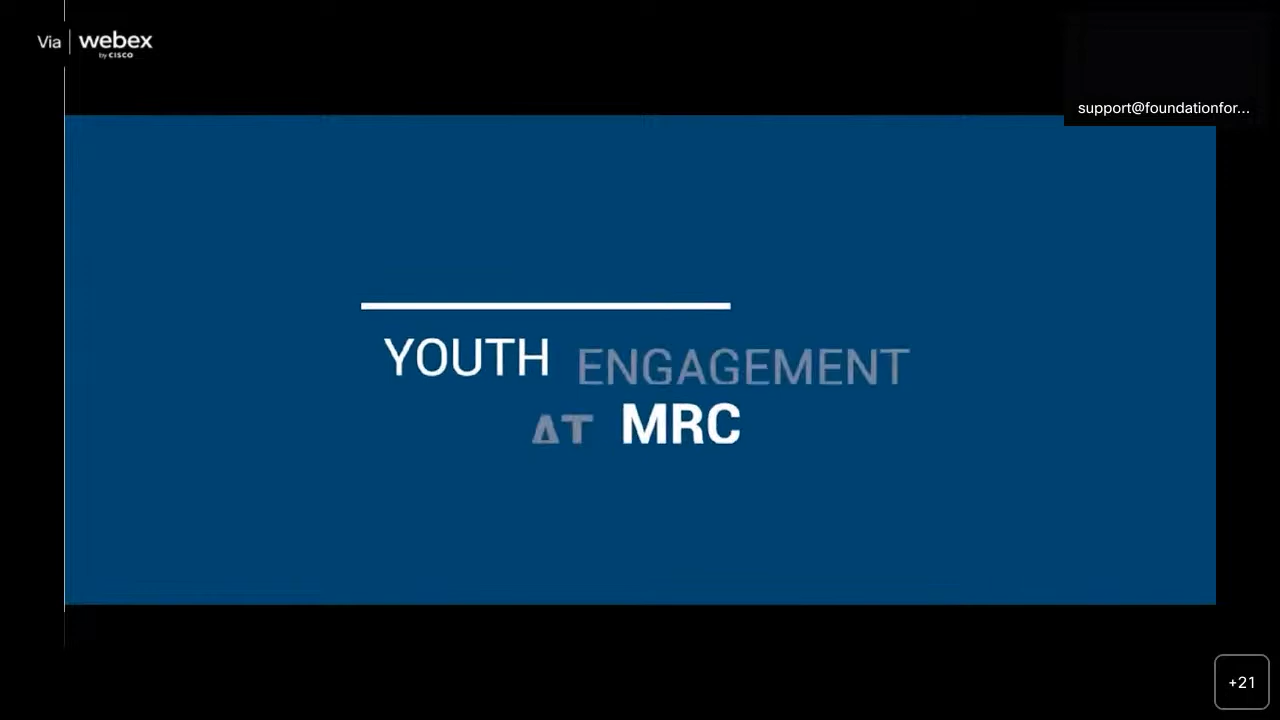 Via webex
by CISCO
support@foundationfor...
YOUTH ENGAGEMENT
AT MRC
+21